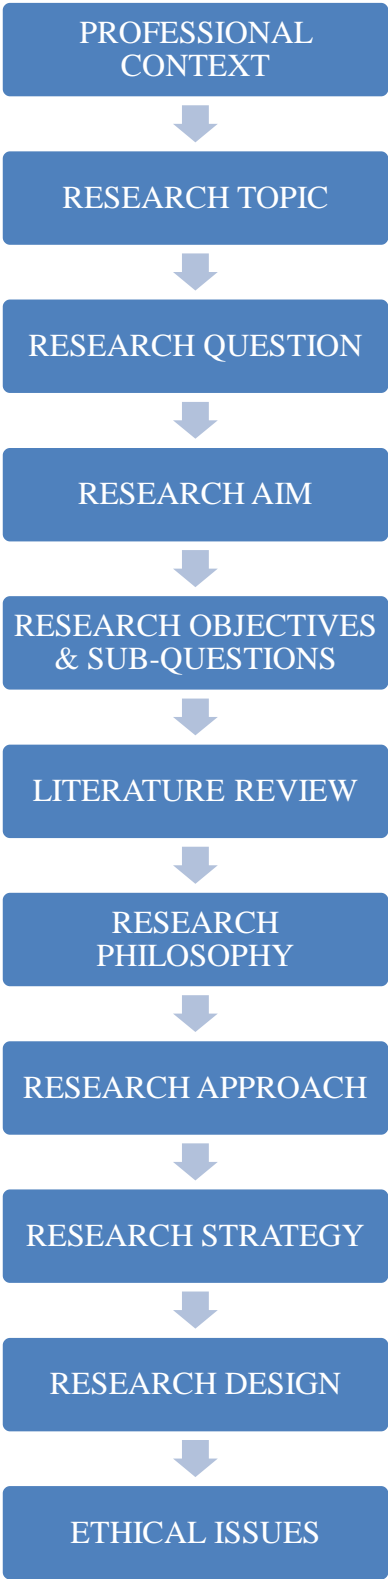 PROFESSIONAL
CONTEXT
RESEARCH TOPIC
RESEARCH QUESTION
RESEARCH AIM
RESEARCH OBJECTIVES
& SUB-QUESTIONS
LITERATURE REVIEW
RESEARCH
PHILOSOPHY
RESEARCH APPROACH
RESEARCH STRATEGY
RESEARCH DESIGN
ETHICAL ISSUES